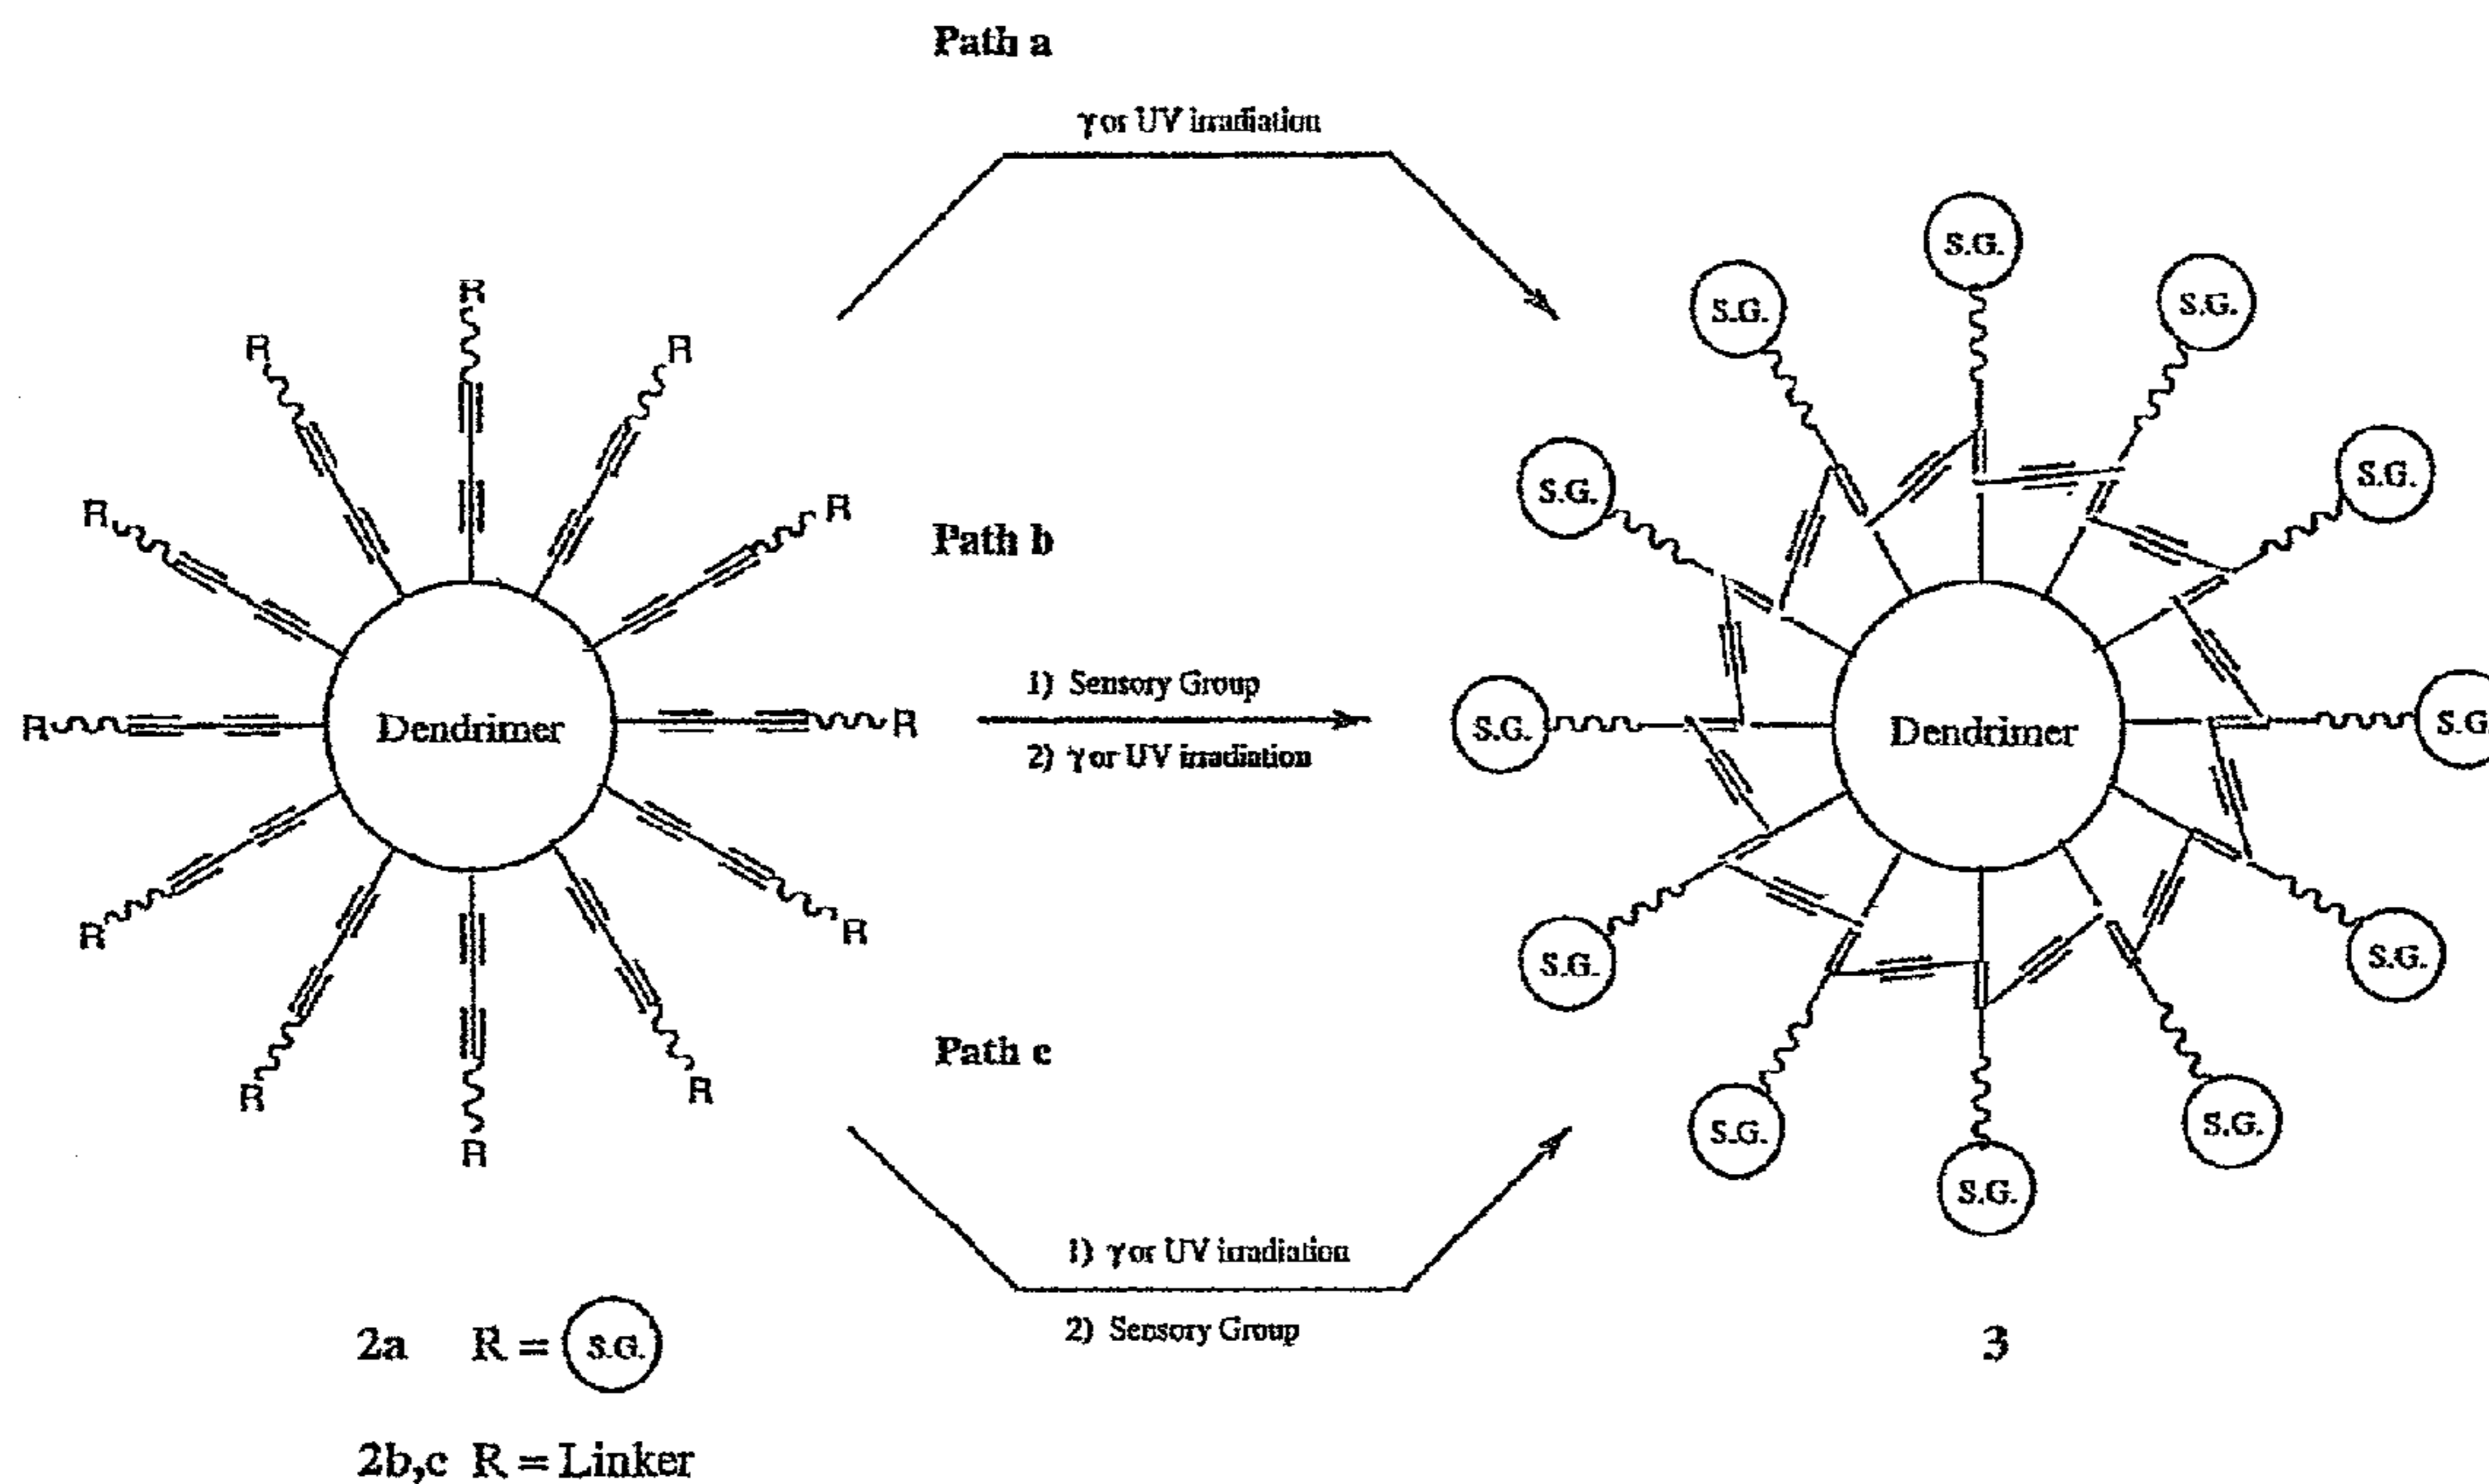 Path a
γ or UV irradiation
S.G.
S.G.
S.G.
R
R
R
S.G.
S.G.
R
R
Path b
1) Sensory Group
2) γ or UV irradiation
R
Dendrimer
R
S.G.
Dendrimer
S.G.
R
R
S.G.
S.G.
Path c
R
R
R
S.G.
S.G.
S.G.
1) γ or UV irradiation
2) Sensory Group
2a R = S.G.
3
2b,c R = Linker